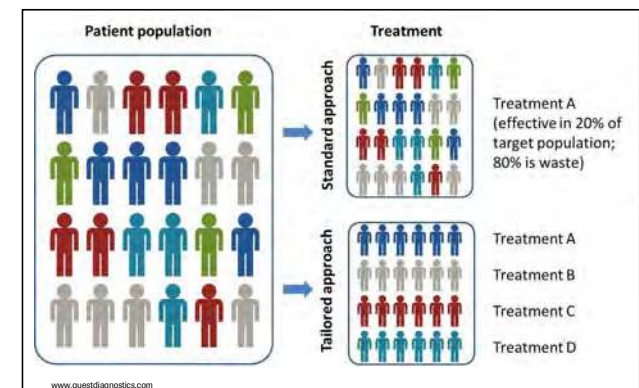 Patient population
Treatment
Standard approach
Treatment A
(effective in 20% of
target population;
80% is waste)
Tailored approach
Treatment A
Treatment B
Treatment C
Treatment D
www.questdiagnostics.com